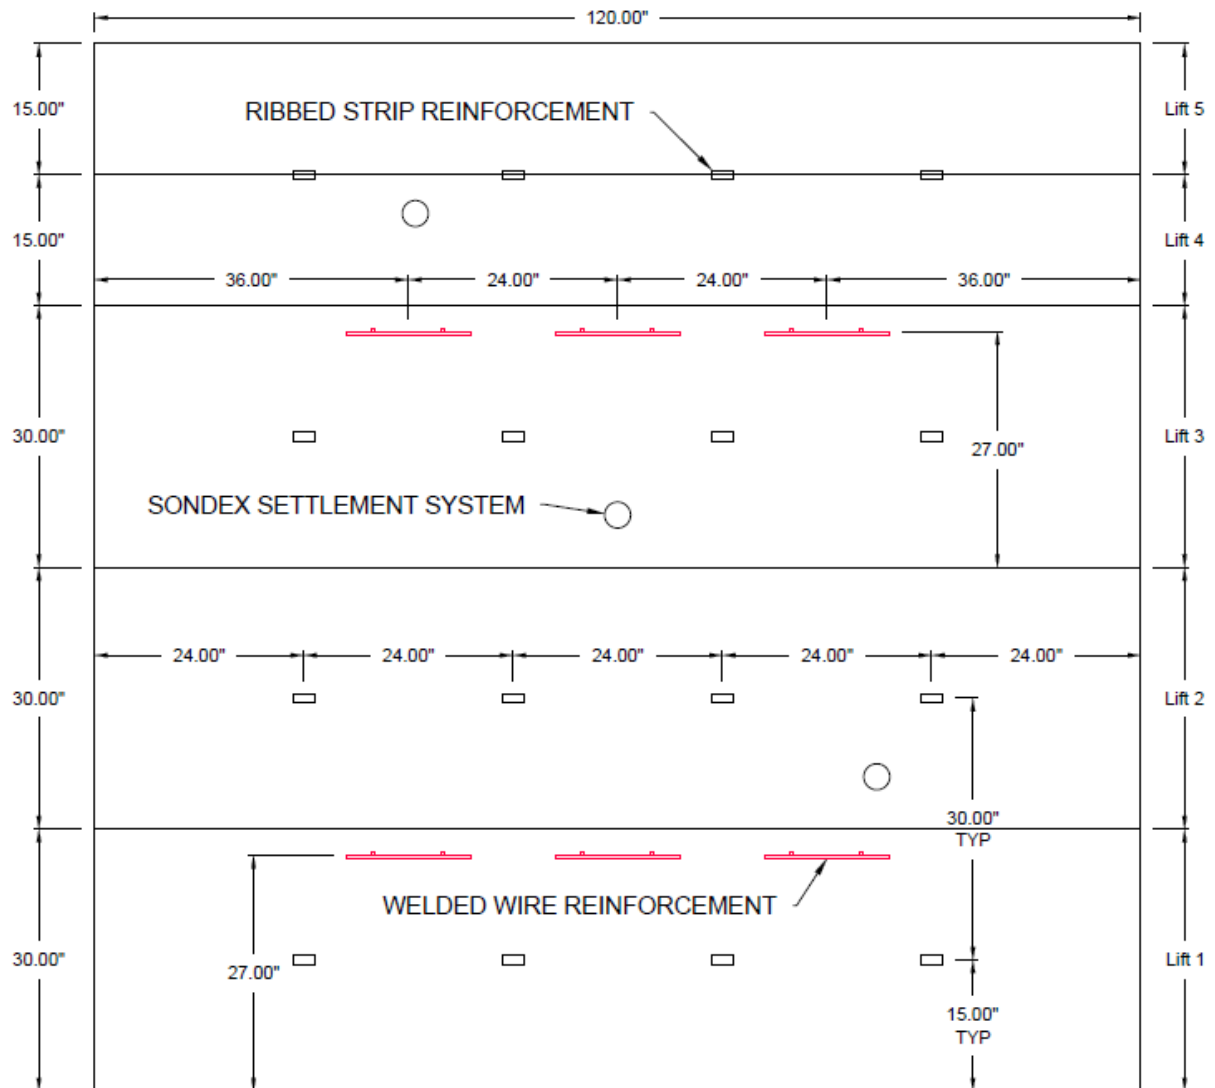 120.00"
15.00"
RIBBED STRIP REINFORCEMENT
Lift 5
15.00"
Lift 4
36.00"
24.00"
24.00"
36.00"
30.00"
27.00"
Lift 3
SONDEX SETTLEMENT SYSTEM
24.00"
24.00"
24.00"
24.00"
24.00"
30.00"
Lift 2
30.00"
TYP
WELDED WIRE REINFORCEMENT
30.00"
27.00"
Lift 1
15.00"
TYP